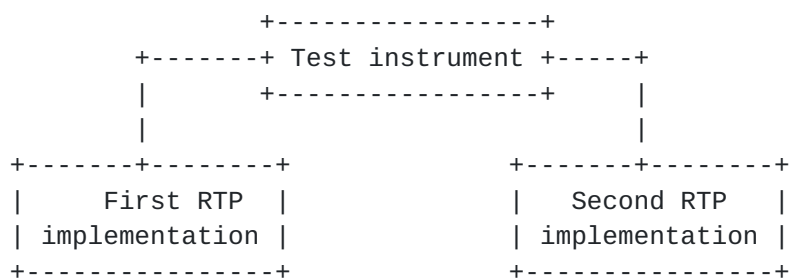 Test instrument
First RTP Second RTP
implementation implementation